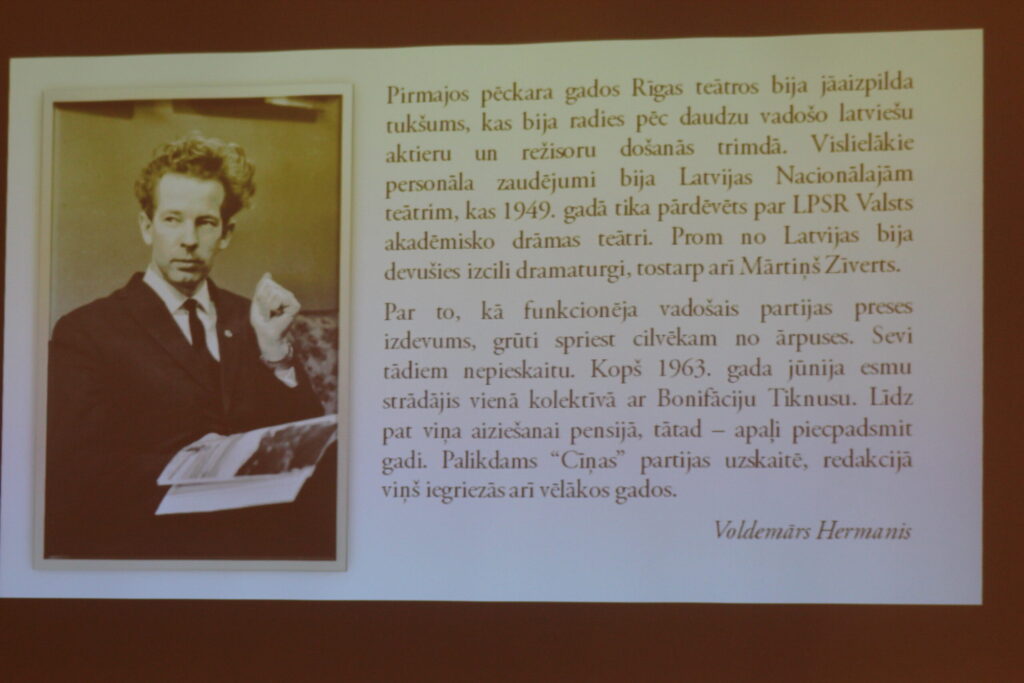 Pirmajos pēckara gados Rīgas teātros bija jāaizpilda
tukšums, kas bija radies pēc daudzu vadošo latviešu
aktieru un režisoru došanās trimdā. Vislielākie
personāla zaudējumi bija Latvijas Nacionālajām
teātrim, kas 1949. gadā tika pārdēvēts par LPSR Valsts
akadēmisko drāmas teātri. Prom no Latvijas bija
devušies izcili dramaturgi, tostarp arī Mārtiņš Zīverts.
Par to, kā funkcionēja vadošais partijas preses
izdevums, grūti spriest cilvēkam no ārpuses. Sevi
tādiem nepieskaitu. Kopš 1963. gada jūnija esmu
strādājis vienā kolektīvā ar Bonifāciju Tiknusu. Līdz
pat viņa aiziešanai pensijā, tātad – apaļi piecpadsmit
gadi. Palikdams “Cīņas” partijas uzskaitē, redakcijā
viņš iegriezās arī vēlākos gados.
Voldemārs Hermanis